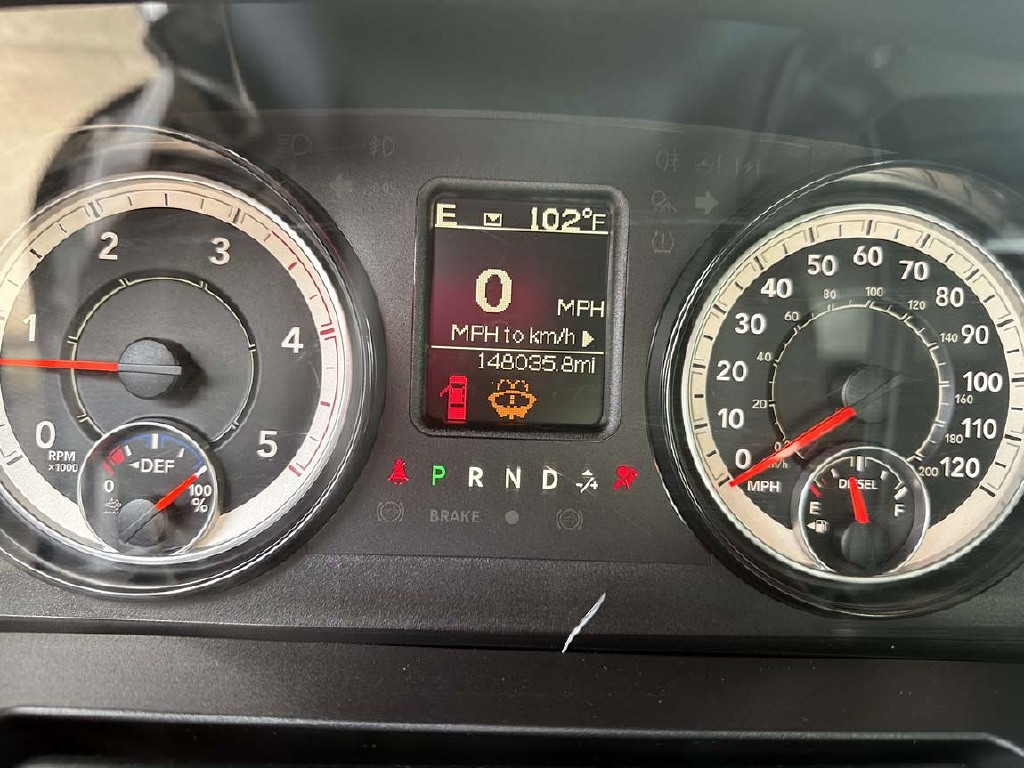 E 102°F
0 MPH
MPH to km/h
148035.8mi
P R N D
BRAKE
0 1 2 3 4 5
RPM
x1000
DEF
0 100
%
0 10 20 30 40 50 60 70 80 90 100 110 120
MPH
20 40 60 80 100 120 140 160 180 200
DIESEL
E F